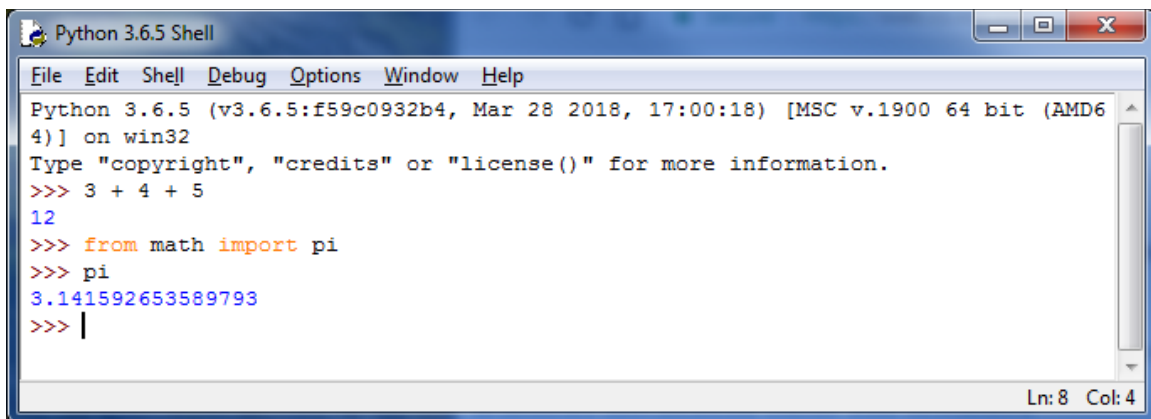 Python 3.6.5 Shell
File Edit Shell Debug Options Window Help
Python 3.6.5 (v3.6.5:f59c0932b4, Mar 28 2018, 17:00:18) [MSC v.1900 64 bit (AMD6
4)] on win32
Type "copyright", "credits" or "license()" for more information.
>>> 3 + 4 + 5
12
>>> from math import pi
>>> pi
3.141592653589793
>>>
Ln: 8 Col: 4